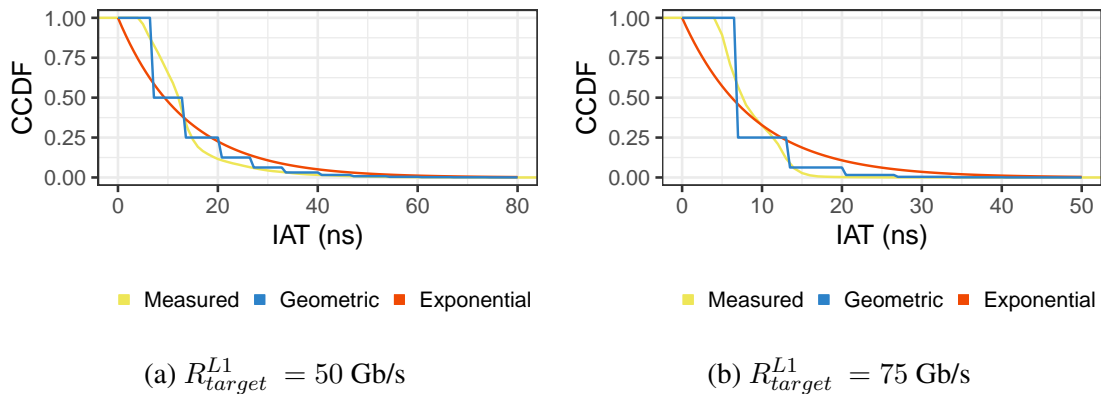 CCDF
1.00
0.75
0.50
0.25
0.00
0 20 40 60 80
IAT (ns)
Measured Geometric Exponential
(a) R^{L1}_{target} = 50 Gb/s
CCDF
1.00
0.75
0.50
0.25
0.00
0 10 20 30 40 50
IAT (ns)
Measured Geometric Exponential
(b) R^{L1}_{target} = 75 Gb/s